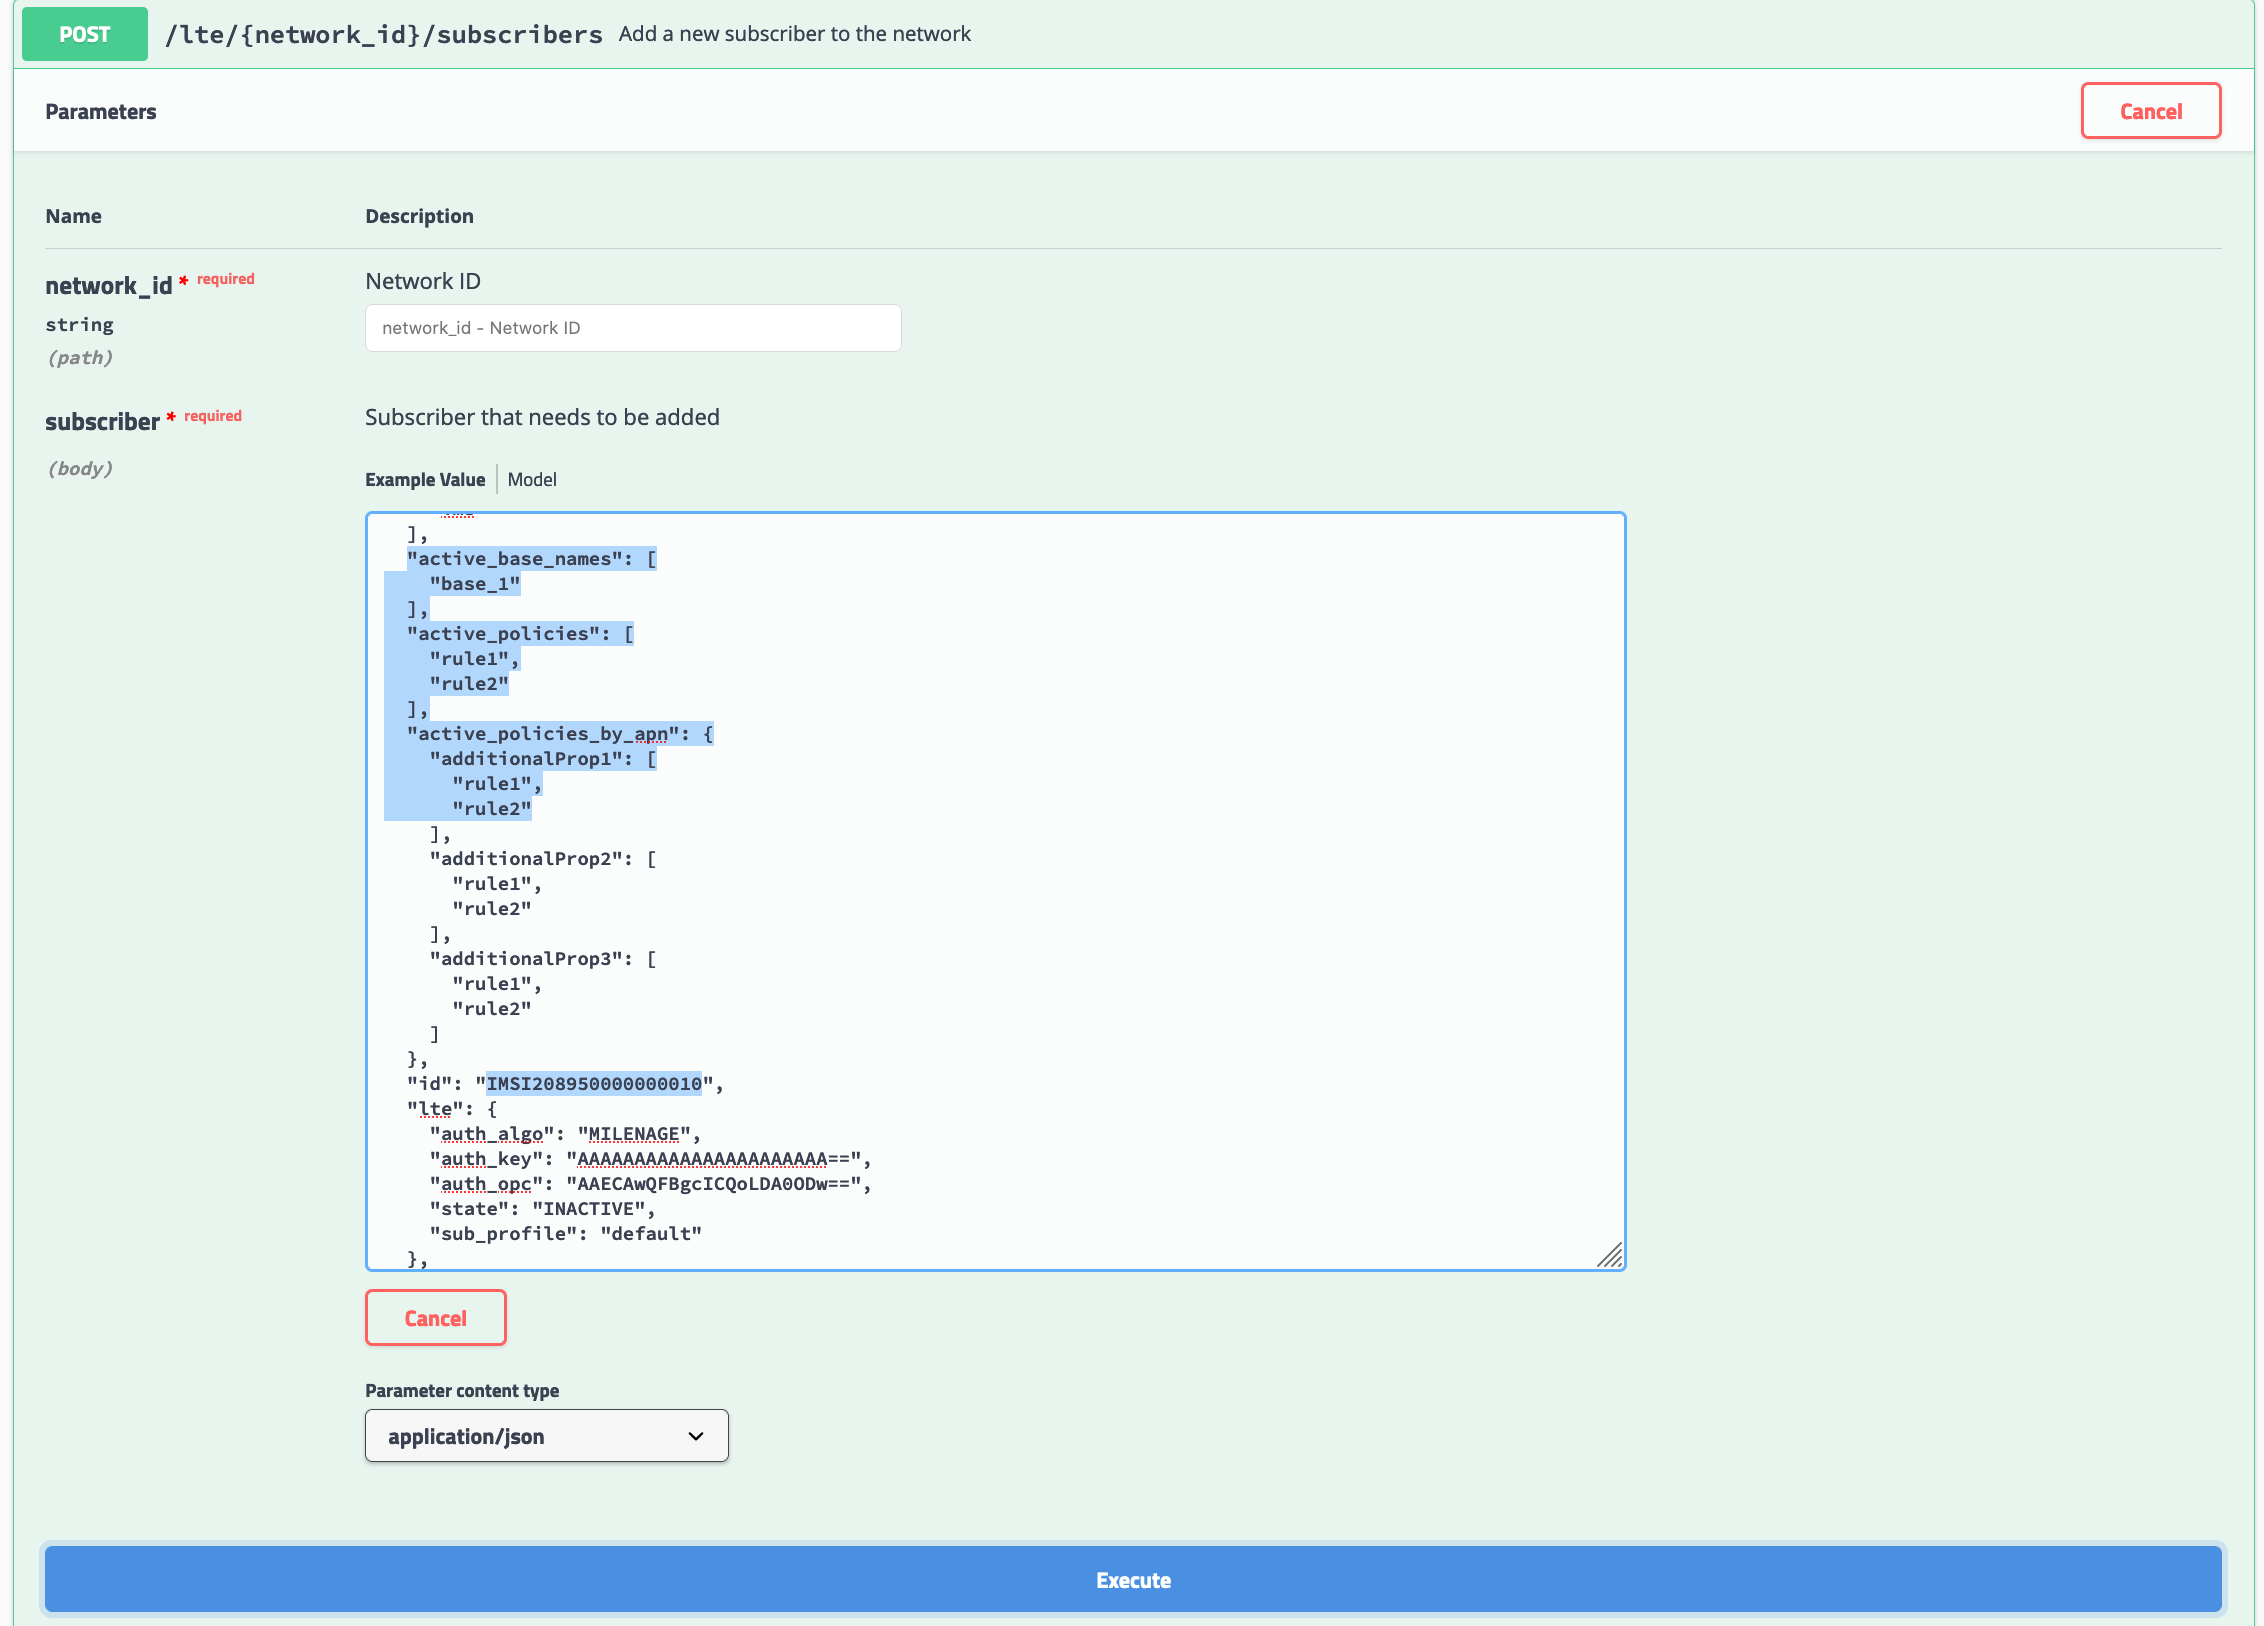 POST /lte/{network_id}/subscribers Add a new subscriber to the network
Parameters
Cancel
Name Description
network_id * required
string
(path)
Network ID
network_id - Network ID
subscriber * required
(body)
Subscriber that needs to be added
Example Value Model
],
"active_base_names": [
"base_1"
],
"active_policies": [
"rule1",
"rule2"
],
"active_policies_by_apn": {
"additionalProp1": [
"rule1",
"rule2"
],
"additionalProp2": [
"rule1",
"rule2"
],
"additionalProp3": [
"rule1",
"rule2"
]
},
"id": "IMSI208950000000010",
"lte": {
"auth_algo": "MILENAGE",
"auth_key": "AAAAAAAAAAAAAAAAAAAAAA==",
"auth_opc": "AAECAwQFBgcICQoLDA0ODw==",
"state": "INACTIVE",
"sub_profile": "default"
},
Cancel
Parameter content type
application/json
Execute